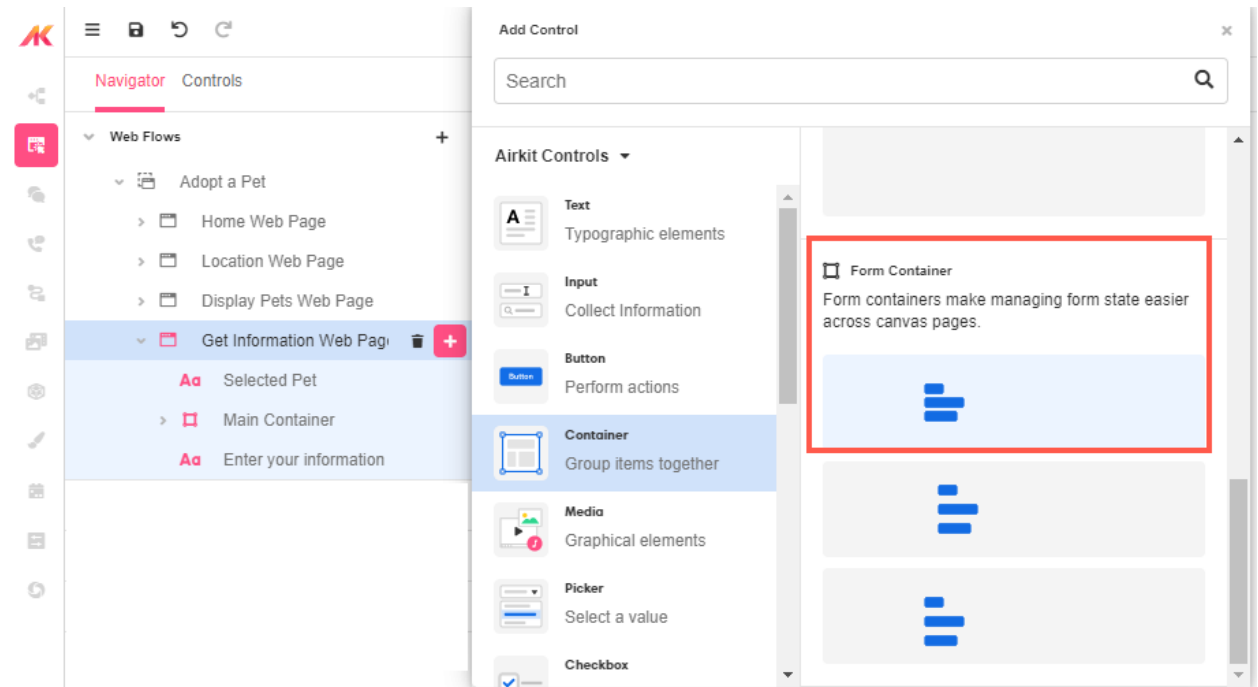 Add Control
×
Search
Navigator Controls
Web Flows
Adopt a Pet
Home Web Page
Location Web Page
Display Pets Web Page
Get Information Web Pag
Aa Selected Pet
Main Container
Aa Enter your information
Airkit Controls
A
Text
Typographic elements
Input
Collect Information
Button
Button
Perform actions
Container
Group items together
Media
Graphical elements
Picker
Select a value
Checkbox
Form Container
Form containers make managing form state easier
across canvas pages.